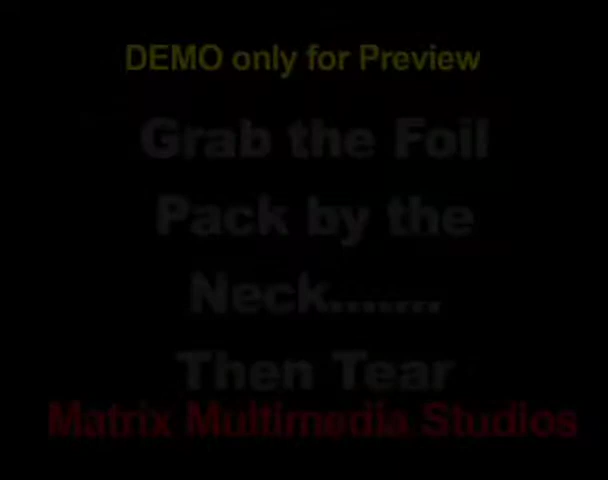 DEMO only for Preview
Grab the Foil
Pack by the
Neck.......
Then Tear
Matrix Multimedia Studios